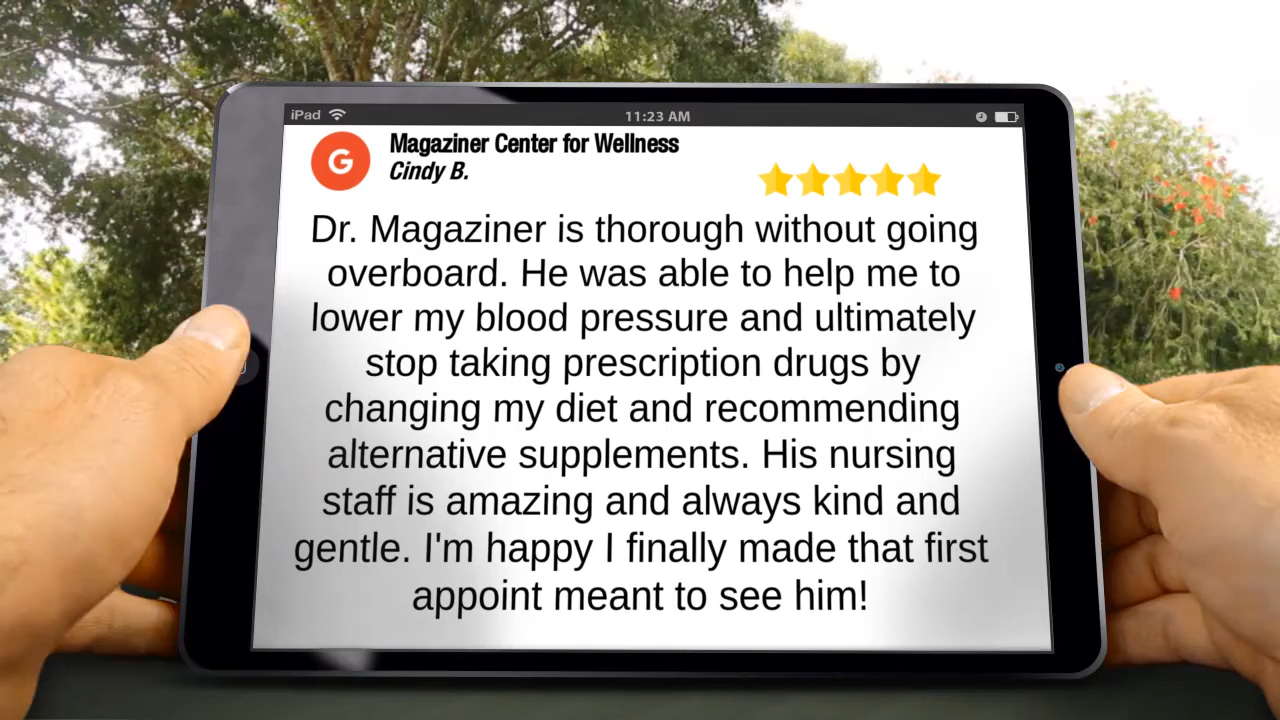 iPad 11:23 AM
G
Magaziner Center for Wellness
Cindy B.
Dr. Magaziner is thorough without going
overboard. He was able to help me to
lower my blood pressure and ultimately
stop taking prescription drugs by
changing my diet and recommending
alternative supplements. His nursing
staff is amazing and always kind and
gentle. I'm happy I finally made that first
appoint meant to see him!